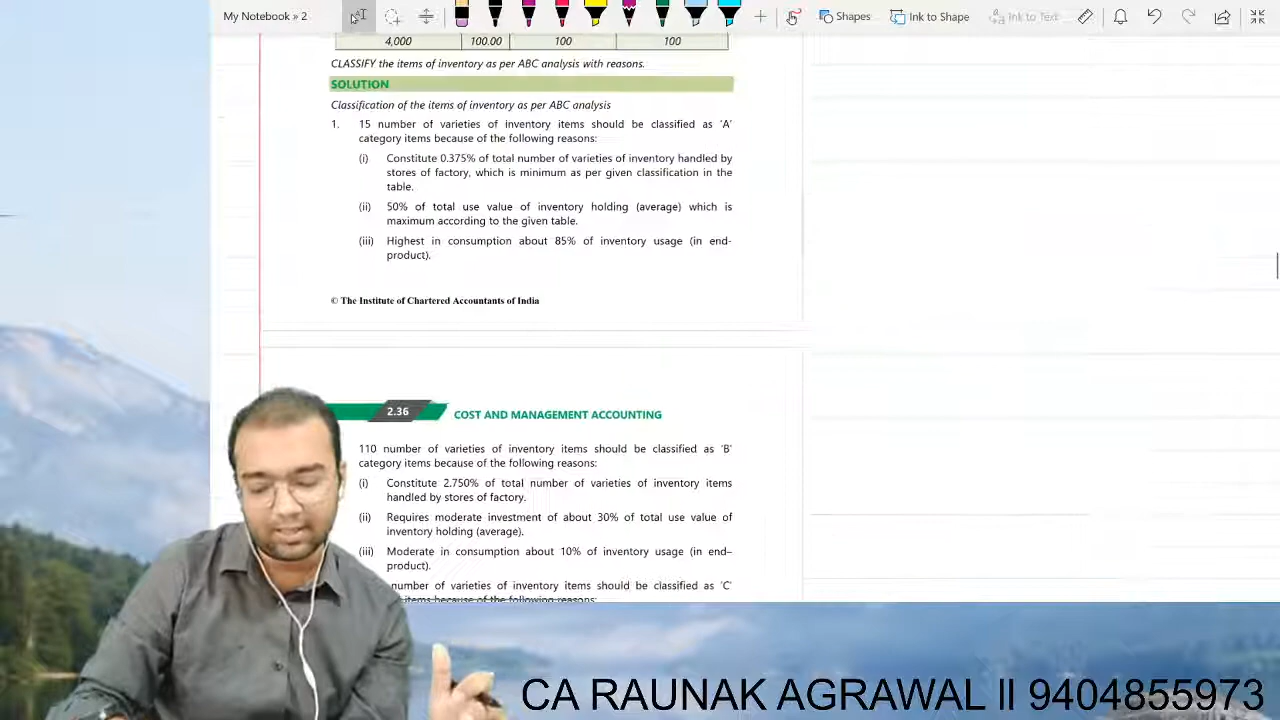 My Notebook » 2
Shapes
Ink to Shape
Ink to Text
4,000 100.00 100 100
CLASSIFY the items of inventory as per ABC analysis with reasons.
SOLUTION
Classification of the items of inventory as per ABC analysis
1. 15 number of varieties of inventory items should be classified as 'A'
category items because of the following reasons:
(i) Constitute 0.375% of total number of varieties of inventory handled by
stores of factory, which is minimum as per given classification in the
table.
(ii) 50% of total use value of inventory holding (average) which is
maximum according to the given table.
(iii) Highest in consumption about 85% of inventory usage (in end-
product).
© The Institute of Chartered Accountants of India
2.36 COST AND MANAGEMENT ACCOUNTING
110 number of varieties of inventory items should be classified as 'B'
category items because of the following reasons:
(i) Constitute 2.750% of total number of varieties of inventory items
handled by stores of factory.
(ii) Requires moderate investment of about 30% of total use value of
inventory holding (average).
(iii) Moderate in consumption about 10% of inventory usage (in end–
product).
number of varieties of inventory items should be classified as 'C'
items because of the following reasons:
CA RAUNAK AGRAWAL II 9404855973